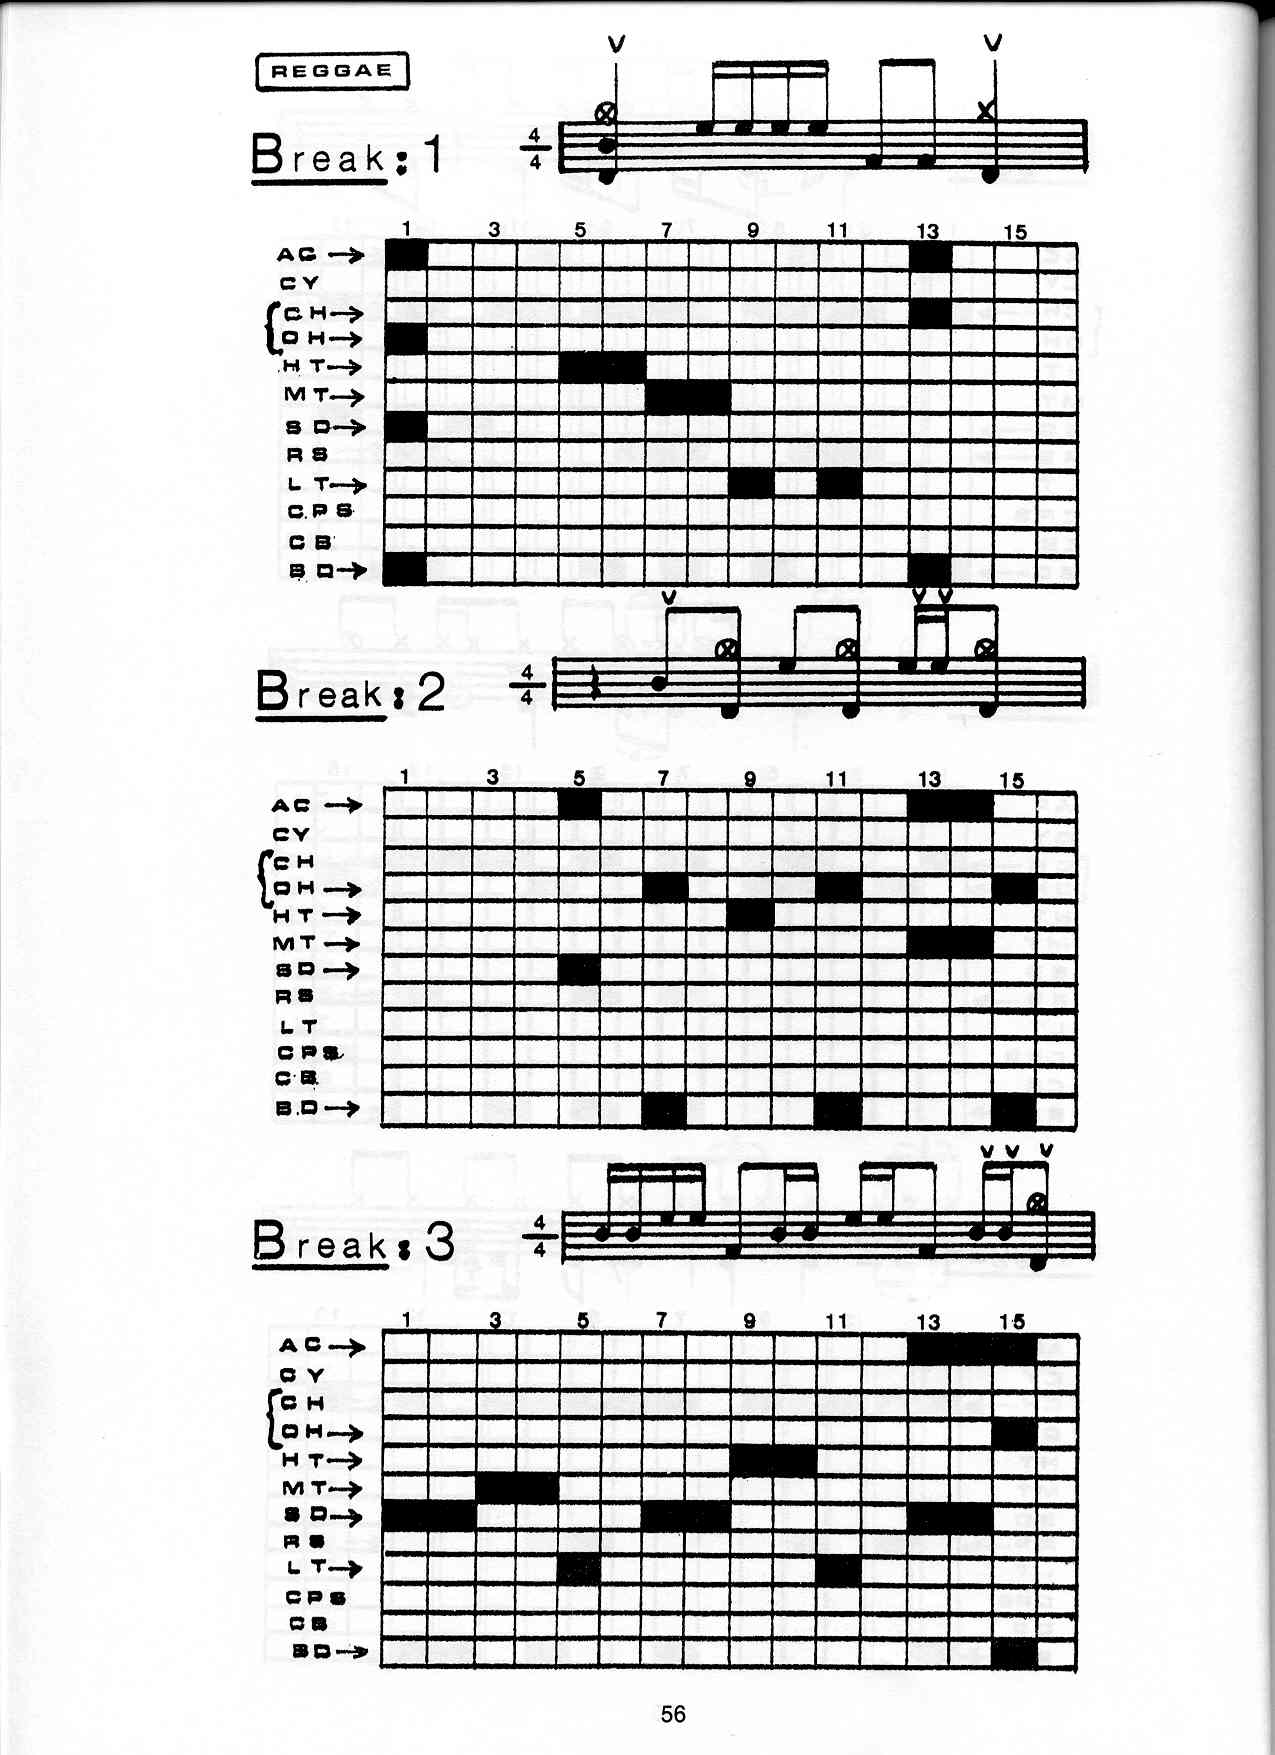 REGGAE
V V
Break: 1
4
4
1 3 5 7 9 11 13 15
AC →
CY
CH →
OH →
HT →
MT →
SD →
RS
LT →
CPS
CB
BD →
V V V
Break: 2
4
4
1 3 5 7 9 11 13 15
AC →
CY
CH
OH →
HT →
MT →
SD →
RS
LT
CPS
CB
BD →
V V V
Break: 3
4
4
1 3 5 7 9 11 13 15
AC →
CY
CH
OH →
HT →
MT →
SD →
RS
LT →
CPS
CB
BD →
56